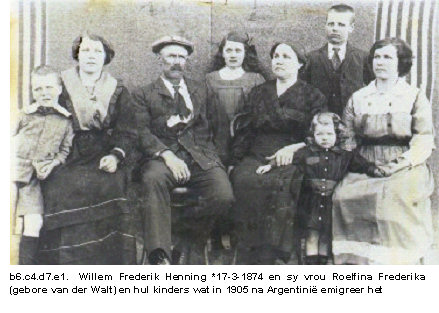 b6.c4.d7.e1. Willem Frederik Henning *17-3-1874 en sy vrou Roelfina Frederika
(gebore van der Walt) en hul kinders wat in 1905 na Argentinië emigreer het